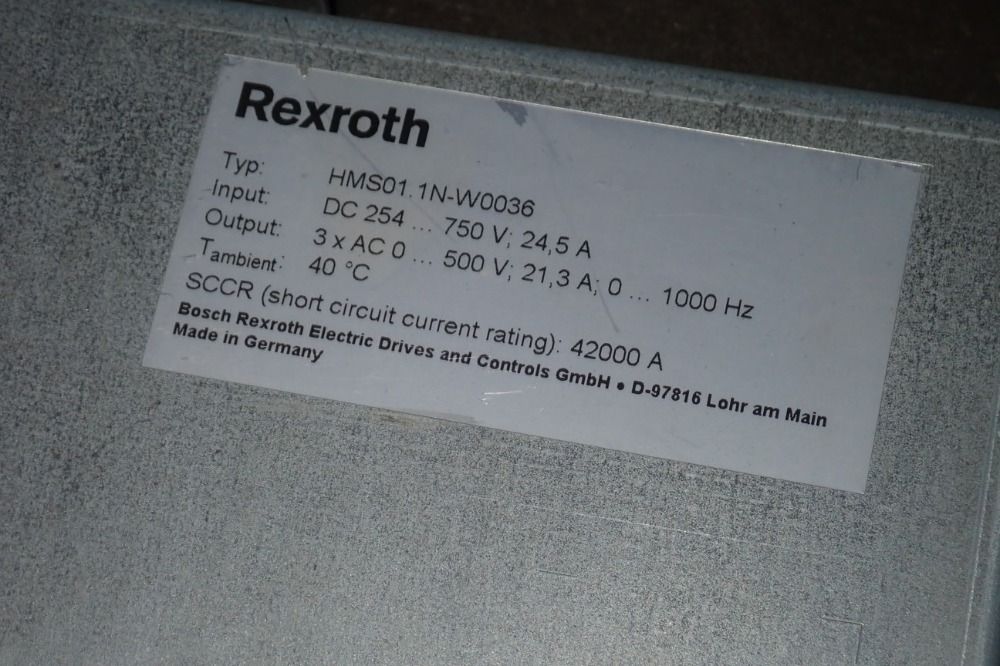 Rexroth
Typ: HMS01.1N-W0036
Input: DC 254 ... 750 V; 24,5 A
Output: 3 x AC 0 ... 500 V; 21,3 A; 0 ... 1000 Hz
Tambient: 40 °C
SCCR (short circuit current rating): 42000 A
Bosch Rexroth Electric Drives and Controls GmbH • D-97816 Lohr am Main
Made in Germany